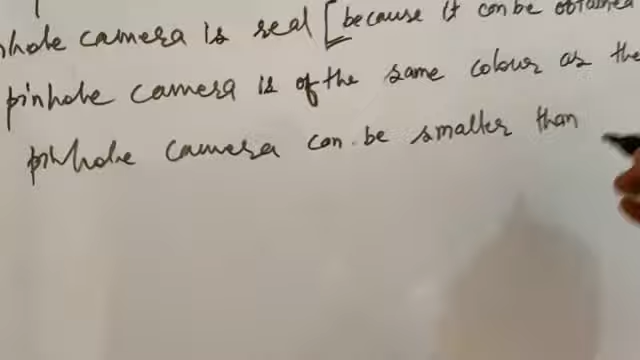 hole camera is real [because it can be obtained
pinhole camera is of the same colour as the
pinhole camera can be smaller than